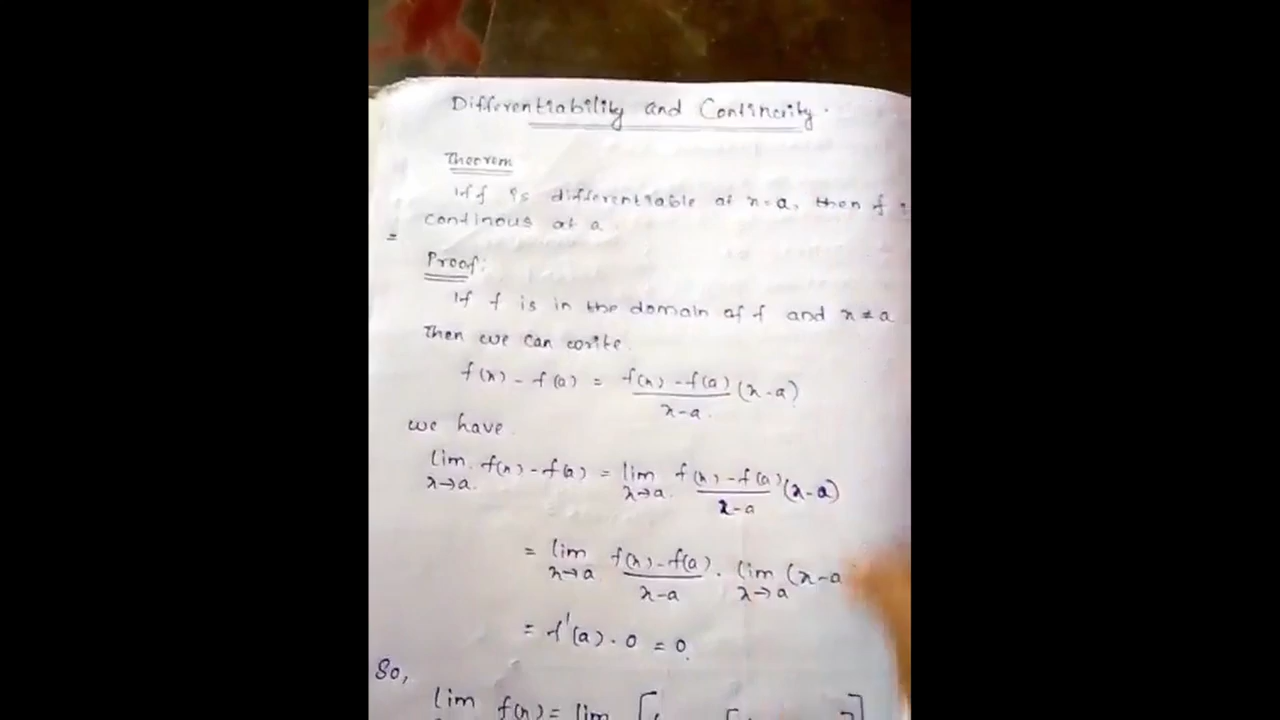 Differentiability and Continerity.
Theorem
If f is differentiable at x=a, then f
continous at a.
=
Proof:
If f is in the domain of f and x ≠ a
Then we can write.
f(x) - f(a) = f(x) - f(a)/x-a (x-a)
we have.
lim x→a. f(x) - f(a) = lim x→a. f(x) - f(a)/x-a (x-a)
= lim x→a f(x) - f(a)/x-a . lim x→a (x-a
= f'(a) . 0 = 0.
So,
lim f(x) = lim [